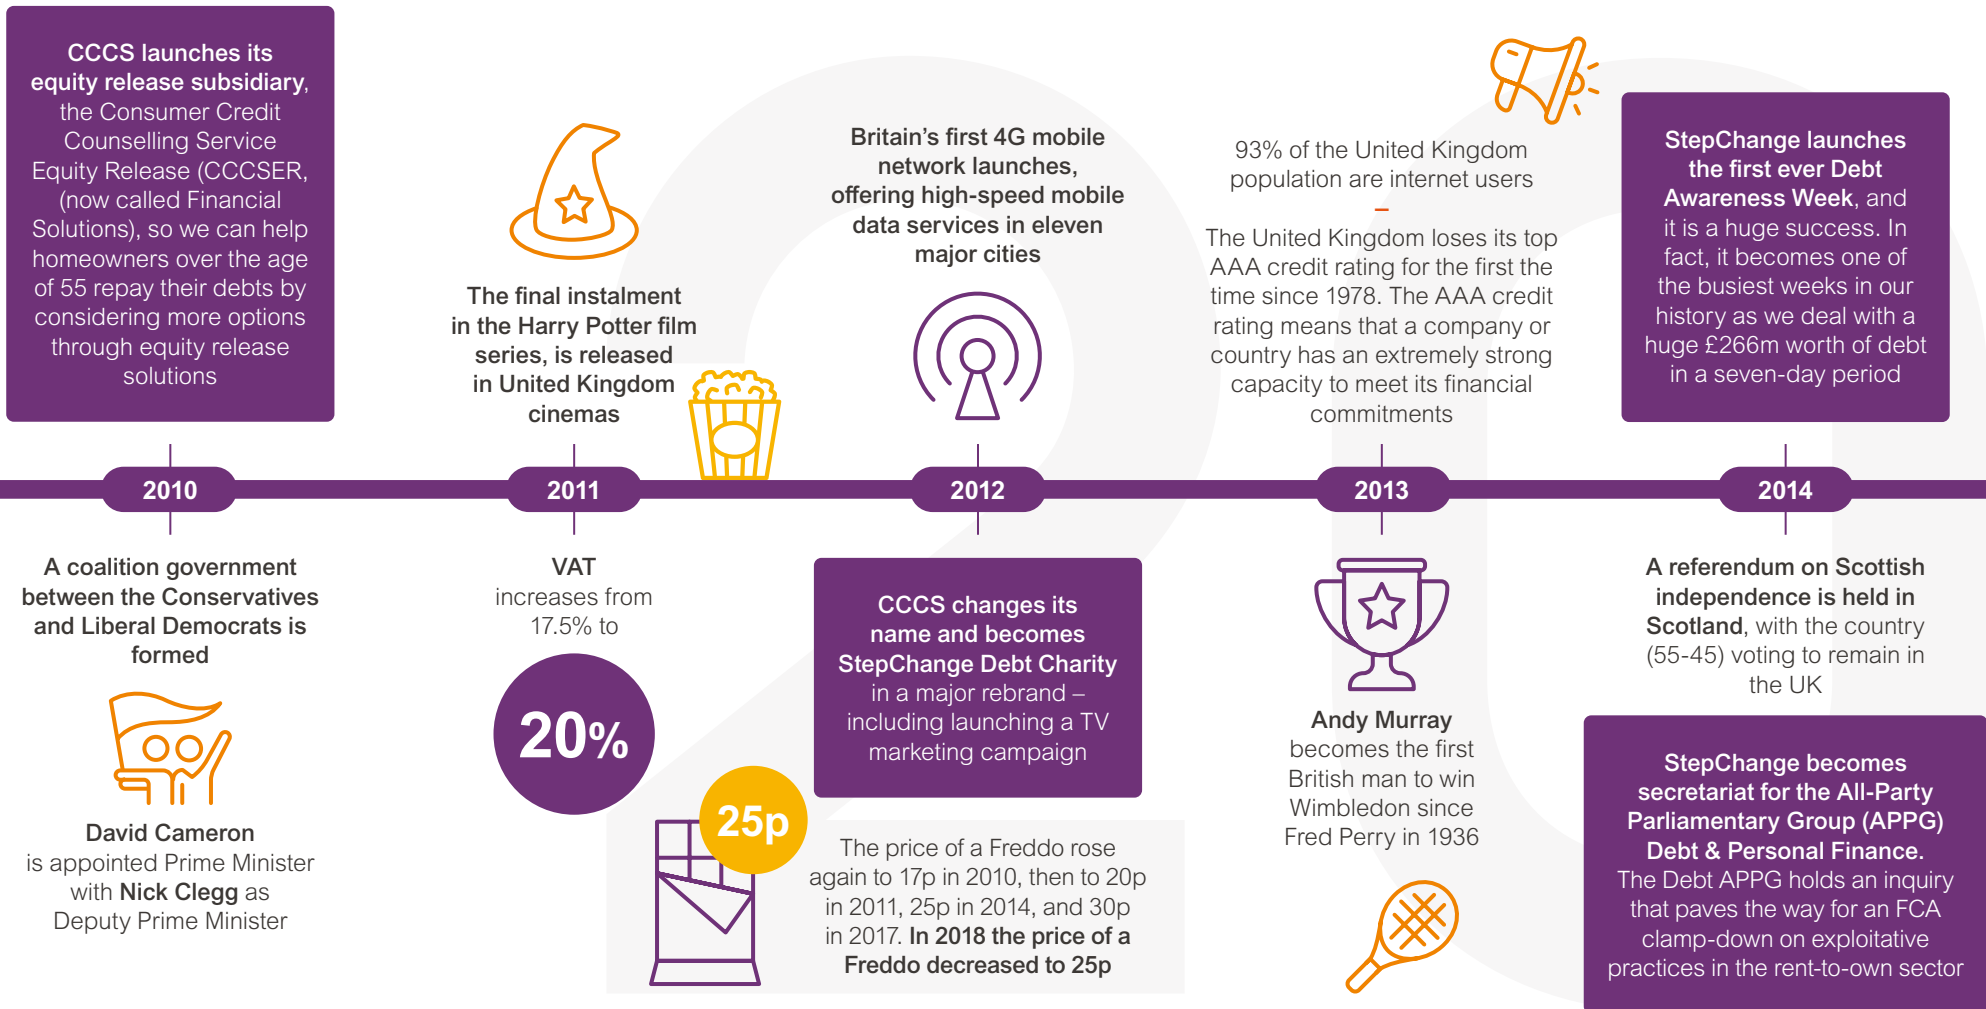 CCCS launches its
equity release subsidiary,
the Consumer Credit
Counselling Service
Equity Release (CCCSER,
(now called Financial
Solutions), so we can help
homeowners over the age
of 55 repay their debts by
considering more options
through equity release
solutions
2010
A coalition government
between the Conservatives
and Liberal Democrats is
formed
David Cameron
is appointed Prime Minister
with Nick Clegg as
Deputy Prime Minister
The final instalment
in the Harry Potter film
series, is released
in United Kingdom
cinemas
2011
VAT
increases from
17.5% to
20%
Britain's first 4G mobile
network launches,
offering high-speed mobile
data services in eleven
major cities
2012
CCCS changes its
name and becomes
StepChange Debt Charity
in a major rebrand –
including launching a TV
marketing campaign
25p
The price of a Freddo rose
again to 17p in 2010, then to 20p
in 2011, 25p in 2014, and 30p
in 2017. In 2018 the price of a
Freddo decreased to 25p
93% of the United Kingdom
population are internet users
–
The United Kingdom loses its top
AAA credit rating for the first the
time since 1978. The AAA credit
rating means that a company or
country has an extremely strong
capacity to meet its financial
commitments
2013
Andy Murray
becomes the first
British man to win
Wimbledon since
Fred Perry in 1936
StepChange launches
the first ever Debt
Awareness Week, and
it is a huge success. In
fact, it becomes one of
the busiest weeks in our
history as we deal with a
huge £266m worth of debt
in a seven-day period
2014
A referendum on Scottish
independence is held in
Scotland, with the country
(55-45) voting to remain in
the UK
StepChange becomes
secretariat for the All-Party
Parliamentary Group (APPG)
Debt & Personal Finance.
The Debt APPG holds an inquiry
that paves the way for an FCA
clamp-down on exploitative
practices in the rent-to-own sector